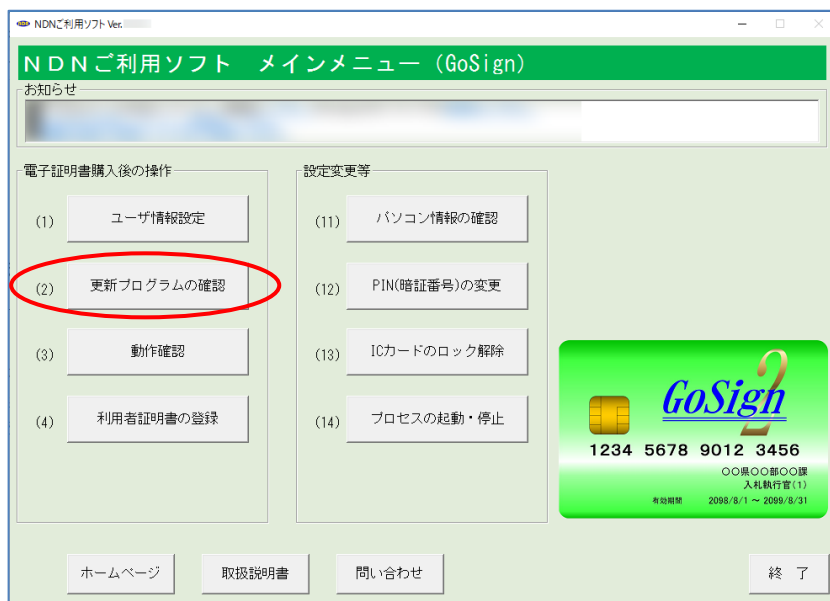 NDNご利用ソフト Ver.
NDNご利用ソフト メインメニュー (GoSign)
お知らせ
電子証明書購入後の操作
(1) ユーザ情報設定
(2) 更新プログラムの確認
(3) 動作確認
(4) 利用者証明書の登録
設定変更等
(11) パソコン情報の確認
(12) PIN(暗証番号)の変更
(13) ICカードのロック解除
(14) プロセスの起動・停止
GoSign2
1234 5678 9012 3456
〇〇県〇〇部〇〇課
入札執行官(1)
有効期間 2098/8/1 ~ 2099/8/31
ホームページ 取扱説明書 問い合わせ 終 了